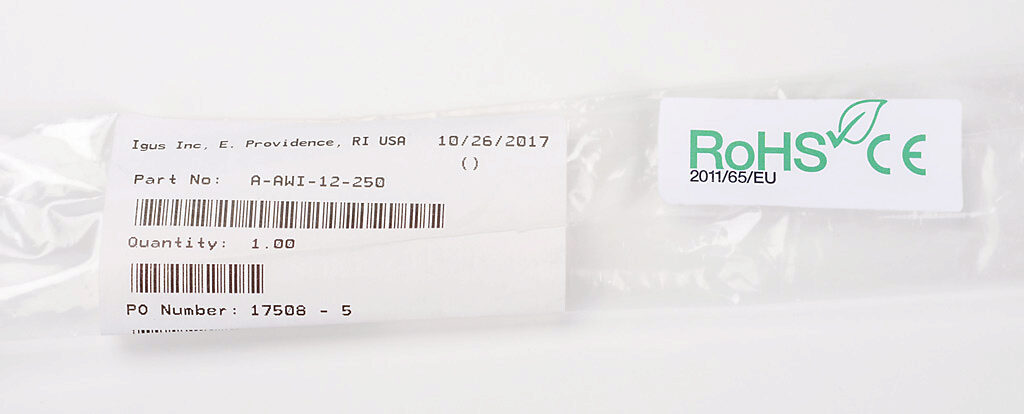 Igus Inc, E. Providence, RI USA 10/26/2017
()
Part No: A-AWI-12-250
Quantity: 1.00
PO Number: 17508 - 5
RoHS CE
2011/65/EU